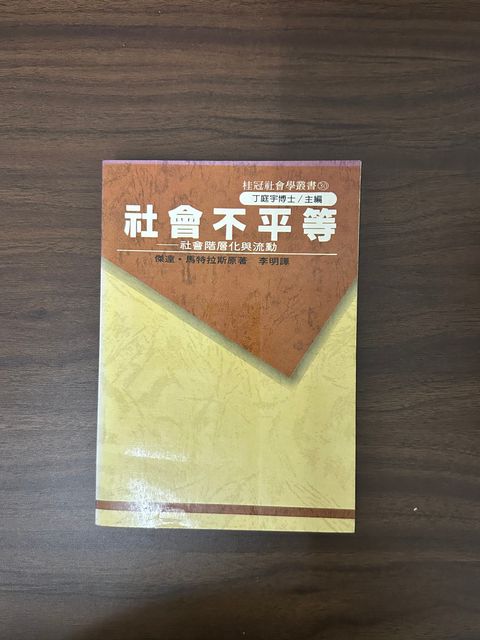 桂冠社會學叢書㉚
丁庭宇博士/主編
社會不平等
——社會階層化與流動
傑達·馬特拉斯原著 李明譯